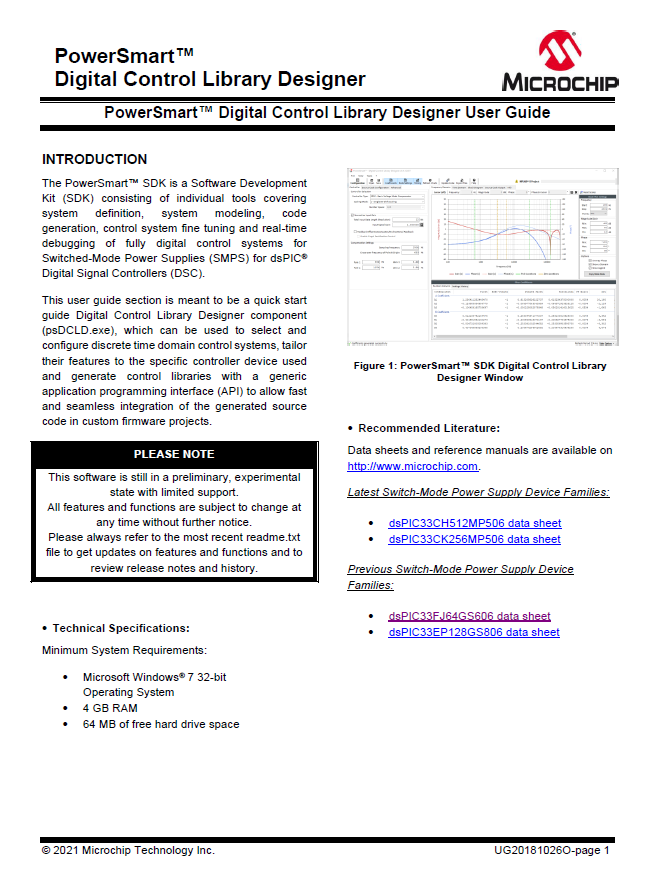 PowerSmart™
Digital Control Library Designer
MICROCHIP
PowerSmart™ Digital Control Library Designer User Guide
INTRODUCTION
The PowerSmart™ SDK is a Software Development
Kit (SDK) consisting of individual tools covering
system definition, system modeling, code
generation, control system fine tuning and real-time
debugging of fully digital control systems for
Switched-Mode Power Supplies (SMPS) for dsPIC®
Digital Signal Controllers (DSC).
This user guide section is meant to be a quick start
guide Digital Control Library Designer component
(psDCLD.exe), which can be used to select and
configure discrete time domain control systems, tailor
their features to the specific controller device used
and generate control libraries with a generic
application programming interface (API) to allow fast
and seamless integration of the generated source
code in custom firmware projects.
PLEASE NOTE
This software is still in a preliminary, experimental
state with limited support.
All features and functions are subject to change at
any time without further notice.
Please always refer to the most recent readme.txt
file to get updates on features and functions and to
review release notes and history.
• Technical Specifications:
Minimum System Requirements:
• Microsoft Windows® 7 32-bit
Operating System
• 4 GB RAM
• 64 MB of free hard drive space
Figure 1: PowerSmart™ SDK Digital Control Library
Designer Window
• Recommended Literature:
Data sheets and reference manuals are available on
http://www.microchip.com.
Latest Switch-Mode Power Supply Device Families:
• dsPIC33CH512MP506 data sheet
• dsPIC33CK256MP506 data sheet
Previous Switch-Mode Power Supply Device
Families:
• dsPIC33FJ64GS606 data sheet
• dsPIC33EP128GS806 data sheet
© 2021 Microchip Technology Inc.
UG20181026O-page 1